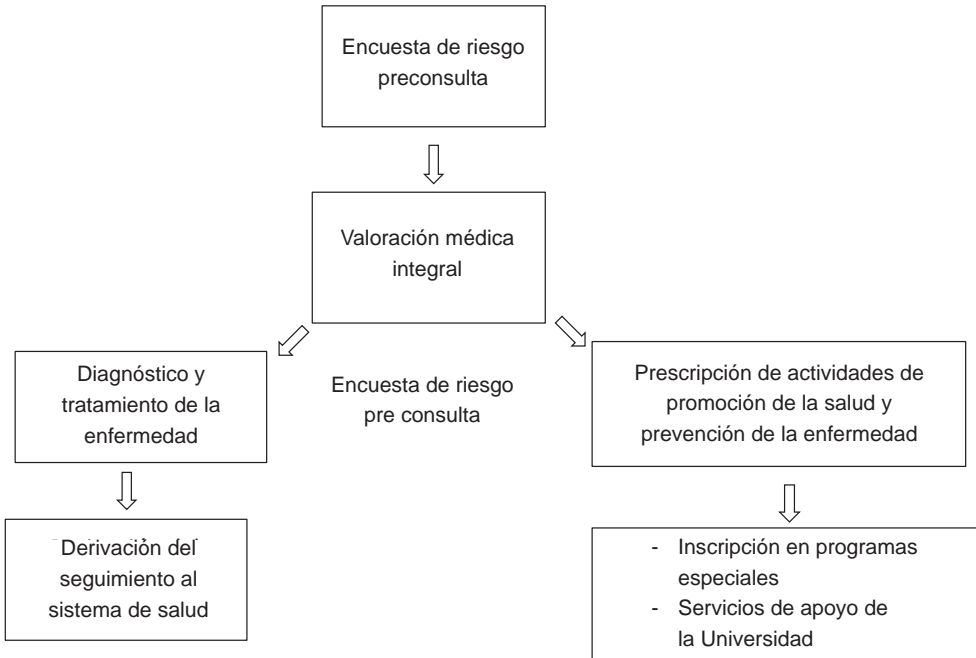 Encuesta de riesgo
preconsulta
Valoración médica
integral
Diagnóstico y
tratamiento de la
enfermedad
Encuesta de riesgo
pre consulta
Prescripción de actividades de
promoción de la salud y
prevención de la enfermedad
Derivación del
seguimiento al
sistema de salud
- Inscripción en programas
especiales
- Servicios de apoyo de
la Universidad